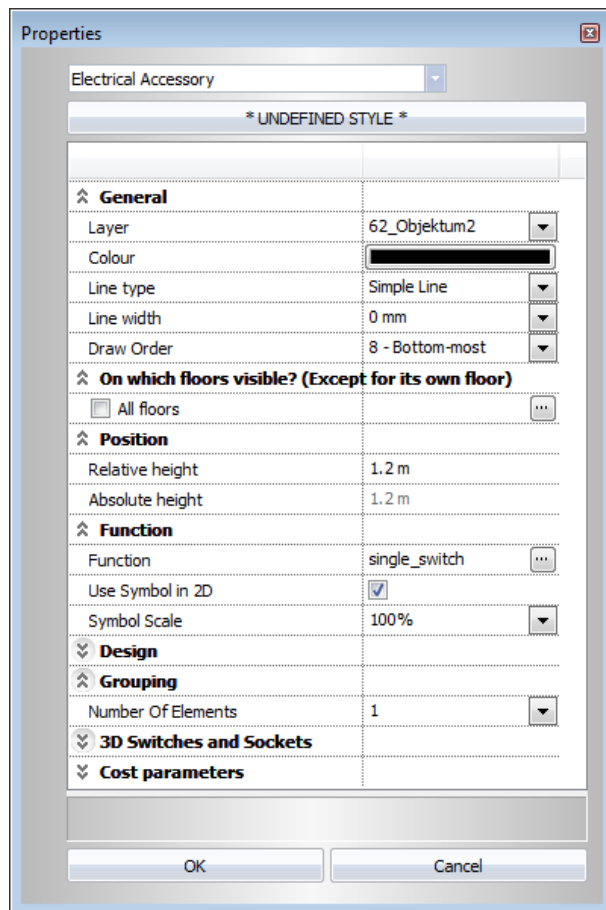 Properties
Electrical Accessory
* UNDEFINED STYLE *
General
Layer 62_Objektum2
Colour
Line type Simple Line
Line width 0 mm
Draw Order 8 - Bottom-most
On which floors visible? (Except for its own floor)
All floors ...
Position
Relative height 1.2 m
Absolute height 1.2 m
Function
Function single_switch ...
Use Symbol in 2D
Symbol Scale 100%
Design
Grouping
Number Of Elements 1
3D Switches and Sockets
Cost parameters
OK Cancel